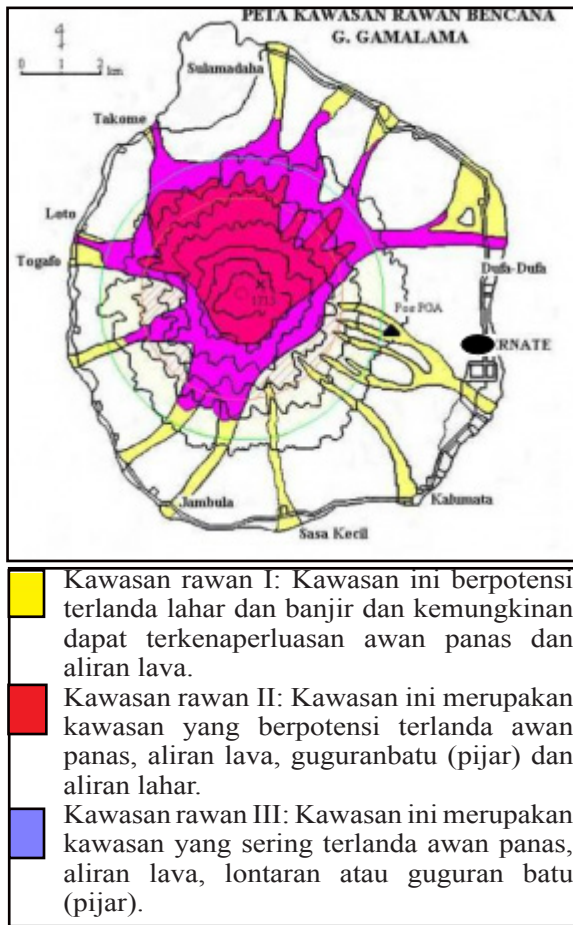 PETA KAWASAN RAWAN BENCANA
G. GAMALAMA
0 1 2
km
Sulamadaha
Takome
Loto
Togafo
1713
Dufa-Dufa
Pos PGA
RNATE
Jambula
Kalumata
Sasa Kecil
Kawasan rawan I: Kawasan ini berpotensi
terlanda lahar dan banjir dan kemungkinan
dapat terkenaperluasan awan panas dan
aliran lava.
Kawasan rawan II: Kawasan ini merupakan
kawasan yang berpotensi terlanda awan
panas, aliran lava, guguranbatu (pijar) dan
aliran lahar.
Kawasan rawan III: Kawasan ini merupakan
kawasan yang sering terlanda awan panas,
aliran lava, lontaran atau guguran batu
(pijar).